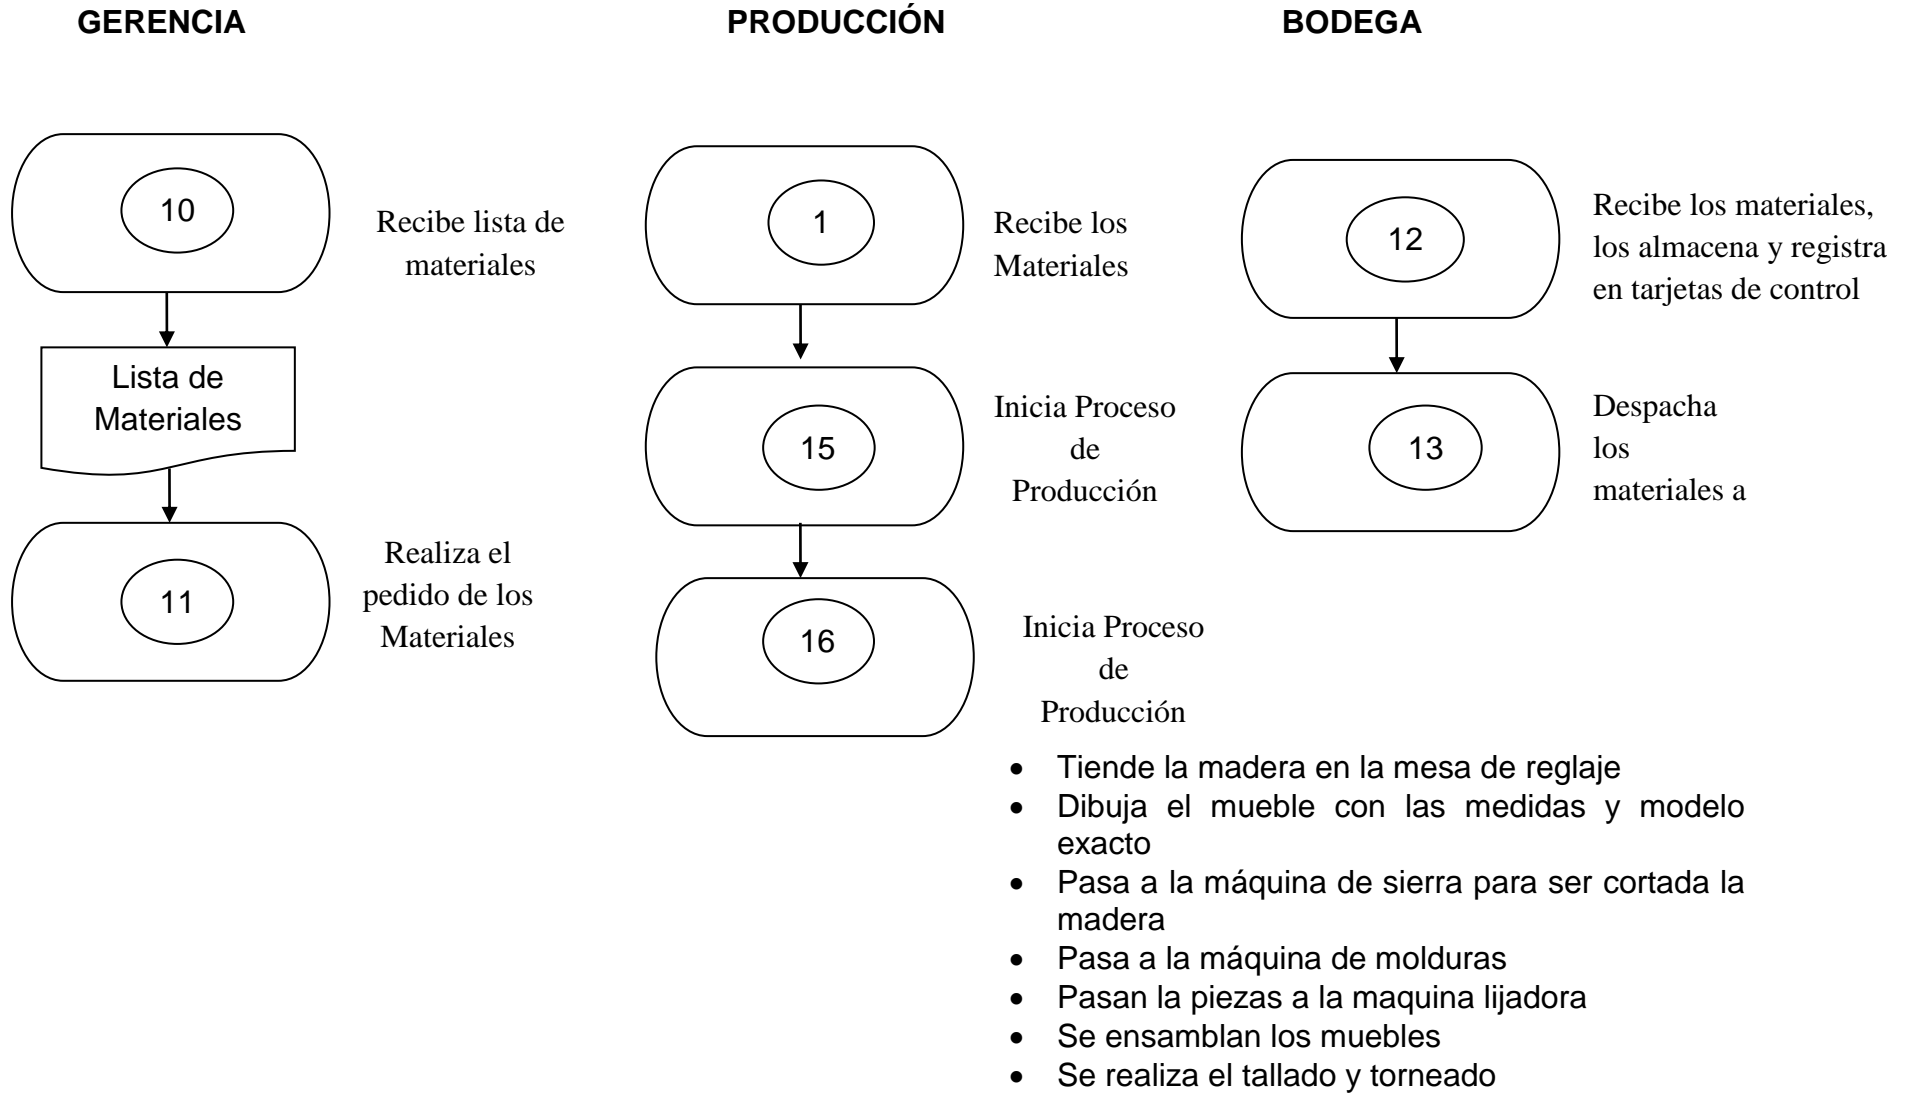 GERENCIA
PRODUCCIÓN
BODEGA
10
Recibe lista de
materiales
Lista de
Materiales
11
Realiza el
pedido de los
Materiales
1
Recibe los
Materiales
15
Inicia Proceso
de
Producción
16
Inicia Proceso
de
Producción
• Tiende la madera en la mesa de reglaje
• Dibuja el mueble con las medidas y modelo
exacto
• Pasa a la máquina de sierra para ser cortada la
madera
• Pasa a la máquina de molduras
• Pasan la piezas a la maquina lijadora
• Se ensamblan los muebles
• Se realiza el tallado y torneado
12
Recibe los materiales,
los almacena y registra
en tarjetas de control
13
Despacha
los
materiales a